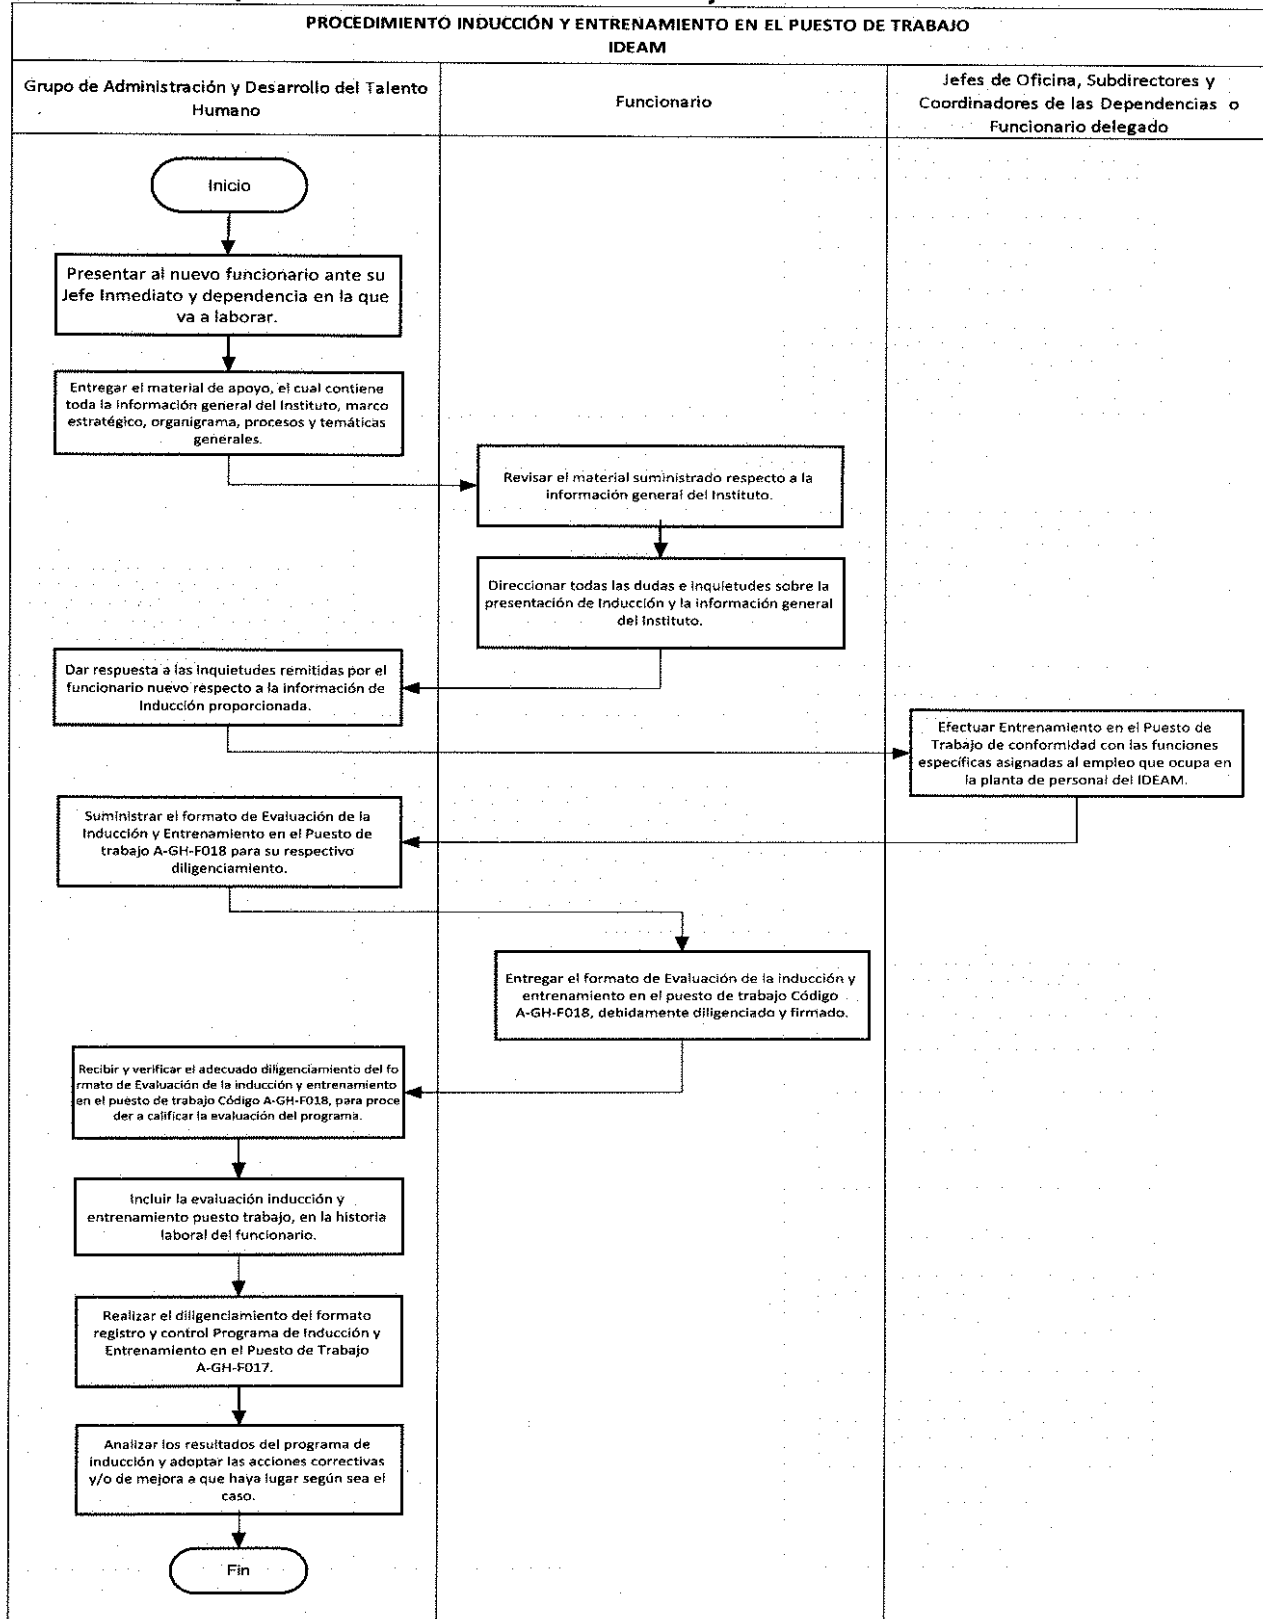 PROCEDIMIENTO INDUCCIÓN Y ENTRENAMIENTO EN EL PUESTO DE TRABAJO
IDEAM
Grupo de Administración y Desarrollo del Talento
Humano
Funcionario
Jefes de Oficina, Subdirectores y
Coordinadores de las Dependencias o
Funcionario delegado
Inicio
Presentar al nuevo funcionario ante su
Jefe Inmediato y dependencia en la que
va a laborar.
Entregar el material de apoyo, el cual contiene
toda la información general del Instituto, marco
estratégico, organigrama, procesos y temáticas
generales.
Revisar el material suministrado respecto a la
información general del Instituto.
Direccionar todas las dudas e inquietudes sobre la
presentación de Inducción y la información general
del Instituto.
Dar respuesta a las inquietudes remitidas por el
funcionario nuevo respecto a la información de
Inducción proporcionada.
Efectuar Entrenamiento en el Puesto de
Trabajo de conformidad con las funciones
específicas asignadas al empleo que ocupa en
la planta de personal del IDEAM.
Suministrar el formato de Evaluación de la
Inducción y Entrenamiento en el Puesto de
trabajo A-GH-F018 para su respectivo
diligenciamiento.
Entregar el formato de Evaluación de la inducción y
entrenamiento en el puesto de trabajo Código
A-GH-F018, debidamente diligenciado y firmado.
Recibir y verificar el adecuado diligenciamiento del fo
rmato de Evaluación de la inducción y entrenamiento
en el puesto de trabajo Código A-GH-F018, para proce
der a calificar la evaluación del programa.
Incluir la evaluación inducción y
entrenamiento puesto trabajo, en la historia
laboral del funcionario.
Realizar el diligenciamiento del formato
registro y control Programa de Inducción y
Entrenamiento en el Puesto de Trabajo
A-GH-F017.
Analizar los resultados del programa de
inducción y adoptar las acciones correctivas
y/o de mejora a que haya lugar según sea el
caso.
Fin